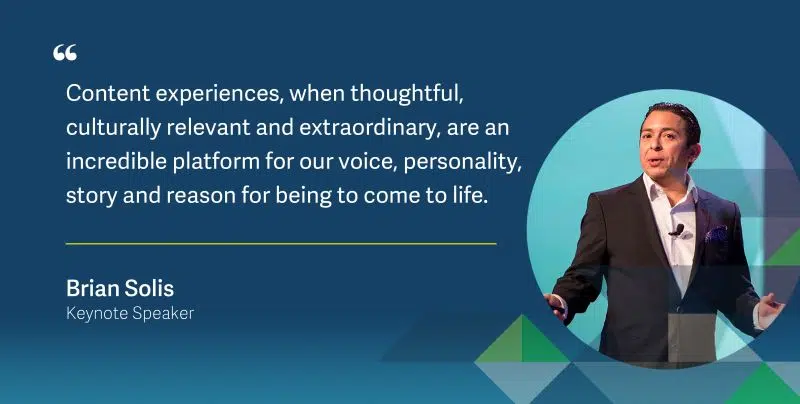 “
Content experiences, when thoughtful,
culturally relevant and extraordinary, are an
incredible platform for our voice, personality,
story and reason for being to come to life.
Brian Solis
Keynote Speaker